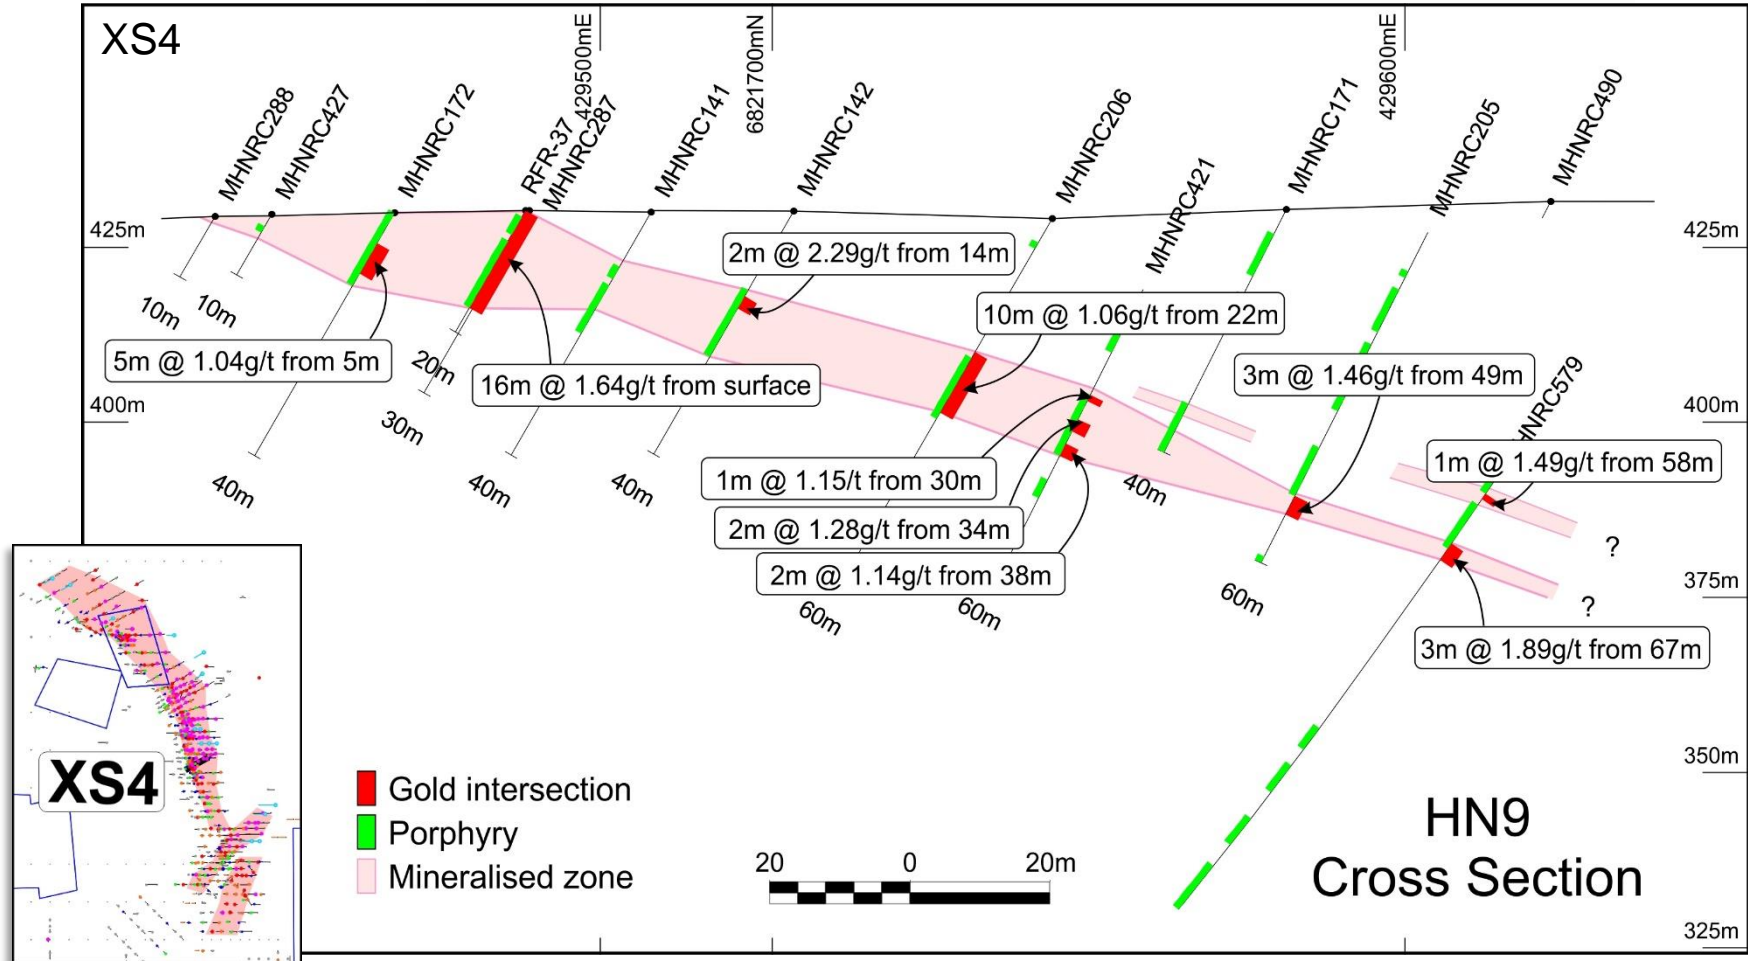 XS4
429500mE
6821700mN
429600mE
MHNRC288
MHNRC427
MHNRC172
RFR-37
MHNRC287
MHNRC141
MHNRC142
MHNRC206
MHNRC421
MHNRC171
MHNRC205
MHNRC490
425m
425m
2m @ 2.29g/t from 14m
10m @ 1.06g/t from 22m
10m
10m
5m @ 1.04g/t from 5m
20m
16m @ 1.64g/t from surface
3m @ 1.46g/t from 49m
HNRC579
400m
400m
30m
1m @ 1.49g/t from 58m
40m
40m
40m
1m @ 1.15/t from 30m
40m
2m @ 1.28g/t from 34m
?
2m @ 1.14g/t from 38m
375m
60m
60m
60m
?
3m @ 1.89g/t from 67m
XS4
350m
Gold intersection
Porphyry
Mineralised zone
20 0 20m
HN9
Cross Section
325m